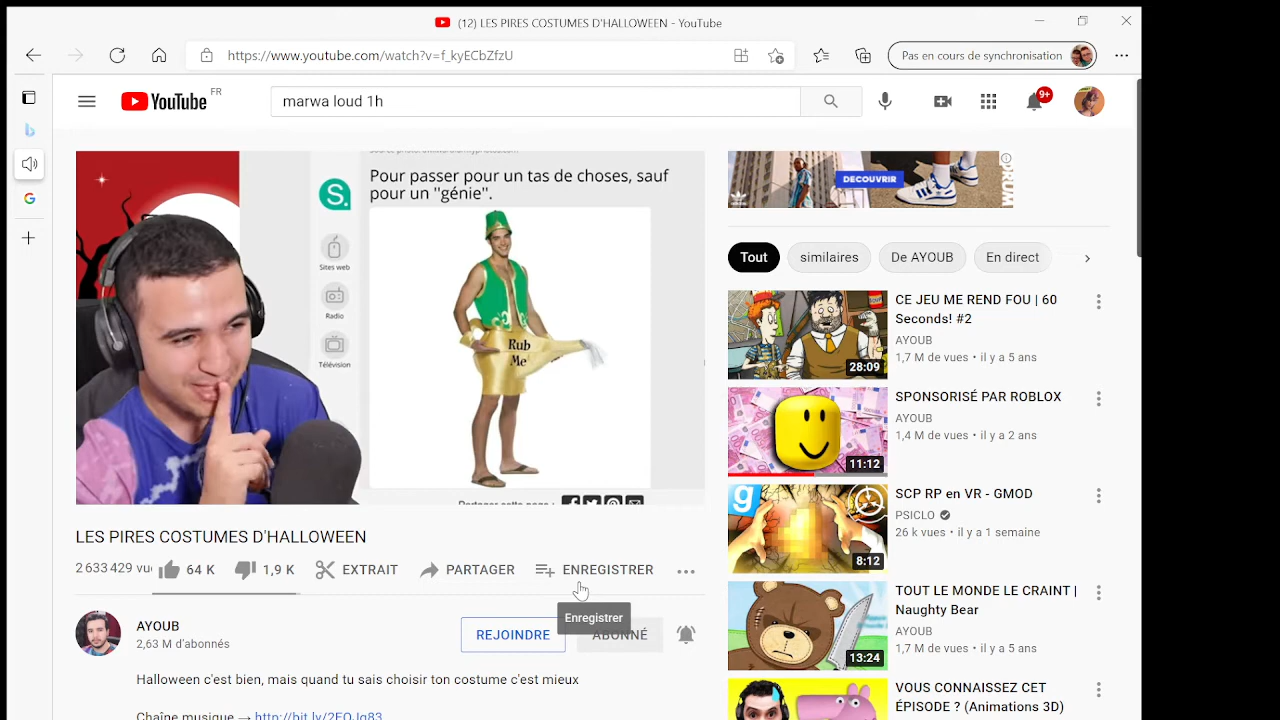 (12) LES PIRES COSTUMES D'HALLOWEEN - YouTube
https://www.youtube.com/watch?v=f_kyECbZfzU
Pas en cours de synchronisation
YouTube FR
marwa loud 1h
9+
Pour passer pour un tas de choses, sauf
pour un "génie".
S.
Sites web
Radio
Télévision
Rub
Me
Partager cette page :
DECOUVRIR
Tout
similaires
De AYOUB
En direct
CE JEU ME REND FOU | 60
Seconds! #2
AYOUB
1,7 M de vues • il y a 5 ans
28:09
SPONSORISÉ PAR ROBLOX
AYOUB
1,4 M de vues • il y a 2 ans
11:12
SCP RP en VR - GMOD
PSICLO
26 k vues • il y a 1 semaine
8:12
TOUT LE MONDE LE CRAINT |
Naughty Bear
AYOUB
1,7 M de vues • il y a 5 ans
13:24
VOUS CONNAISSEZ CET
ÉPISODE ? (Animations 3D)
LES PIRES COSTUMES D'HALLOWEEN
2 633 429 vu
64 K
1,9 K
EXTRAIT
PARTAGER
ENREGISTRER
Enregistrer
AYOUB
2,63 M d'abonnés
REJOINDRE
ABONNÉ
Halloween c'est bien, mais quand tu sais choisir ton costume c'est mieux
Chaîne musique → http://bit.ly/2FOJg83